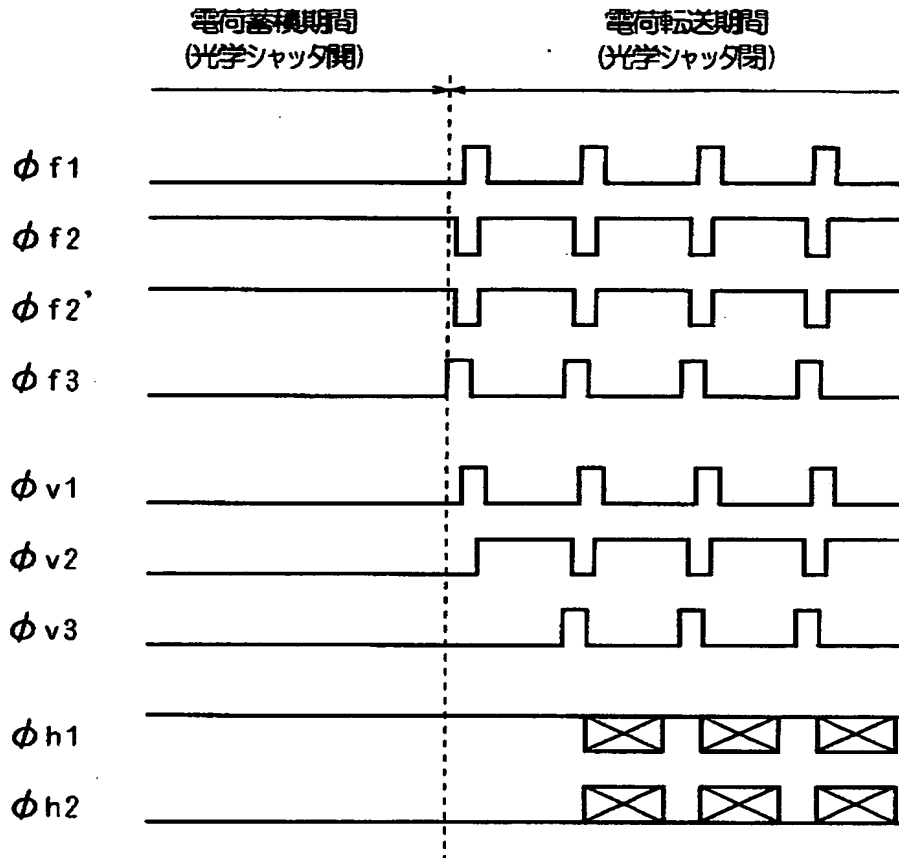 電荷蓄積期間
(光学シャッタ開)
電荷転送期間
(光学シャッタ閉)
φf1
φf2
φf2'
φf3
φv1
φv2
φv3
φh1
φh2